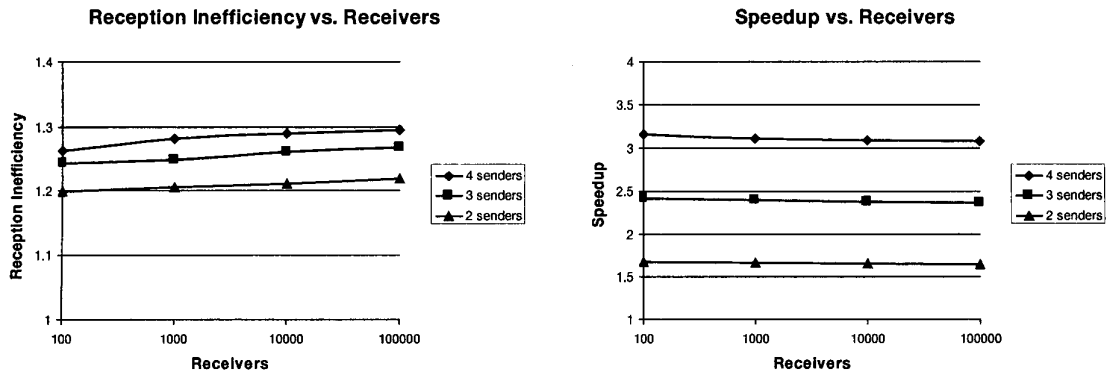 Reception Inefficiency vs. Receivers
1.4
1.3
1.2
1.1
1
Reception Inefficiency
100
1000
10000
100000
Receivers
4 senders
3 senders
2 senders
Speedup vs. Receivers
4
3.5
3
2.5
2
1.5
1
Speedup
100
1000
10000
100000
Receivers
4 senders
3 senders
2 senders